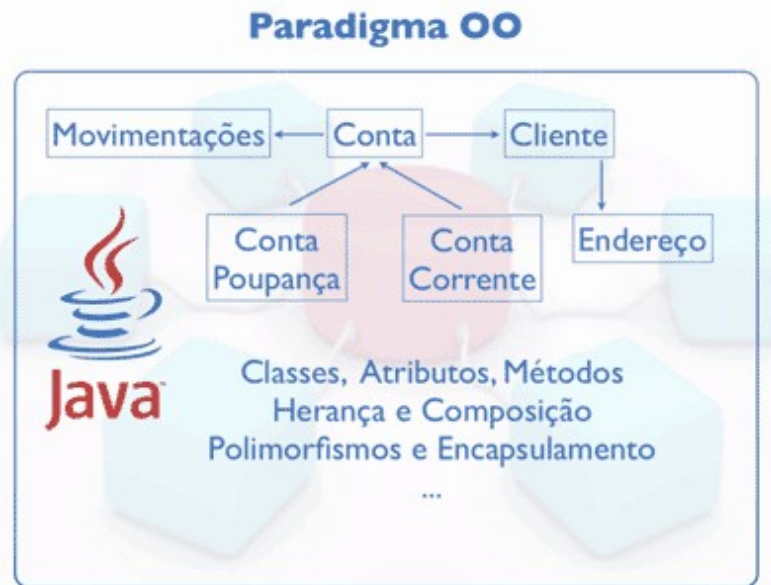 Paradigma OO
Movimentações
Conta
Cliente
Conta
Poupança
Conta
Corrente
Endereço
Java
Classes, Atributos, Métodos
Herança e Composição
Polimorfismos e Encapsulamento
...